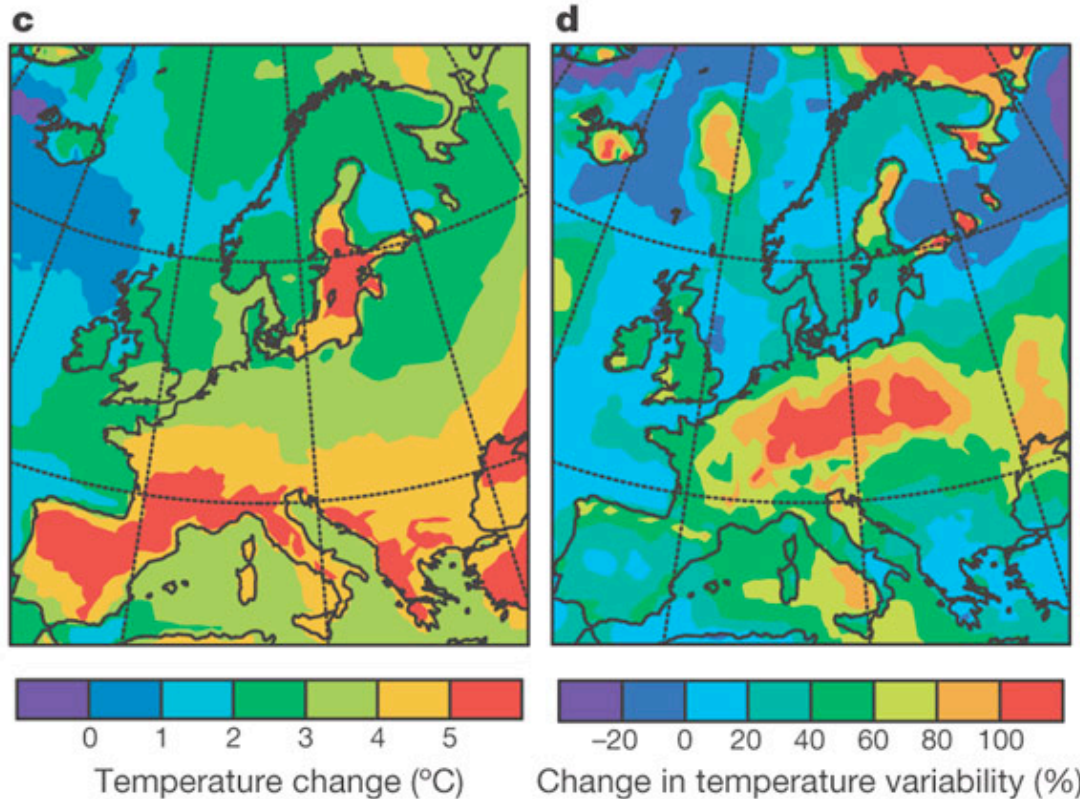 c
d
0 1 2 3 4 5
Temperature change (ºC)
–20 0 20 40 60 80 100
Change in temperature variability (%)